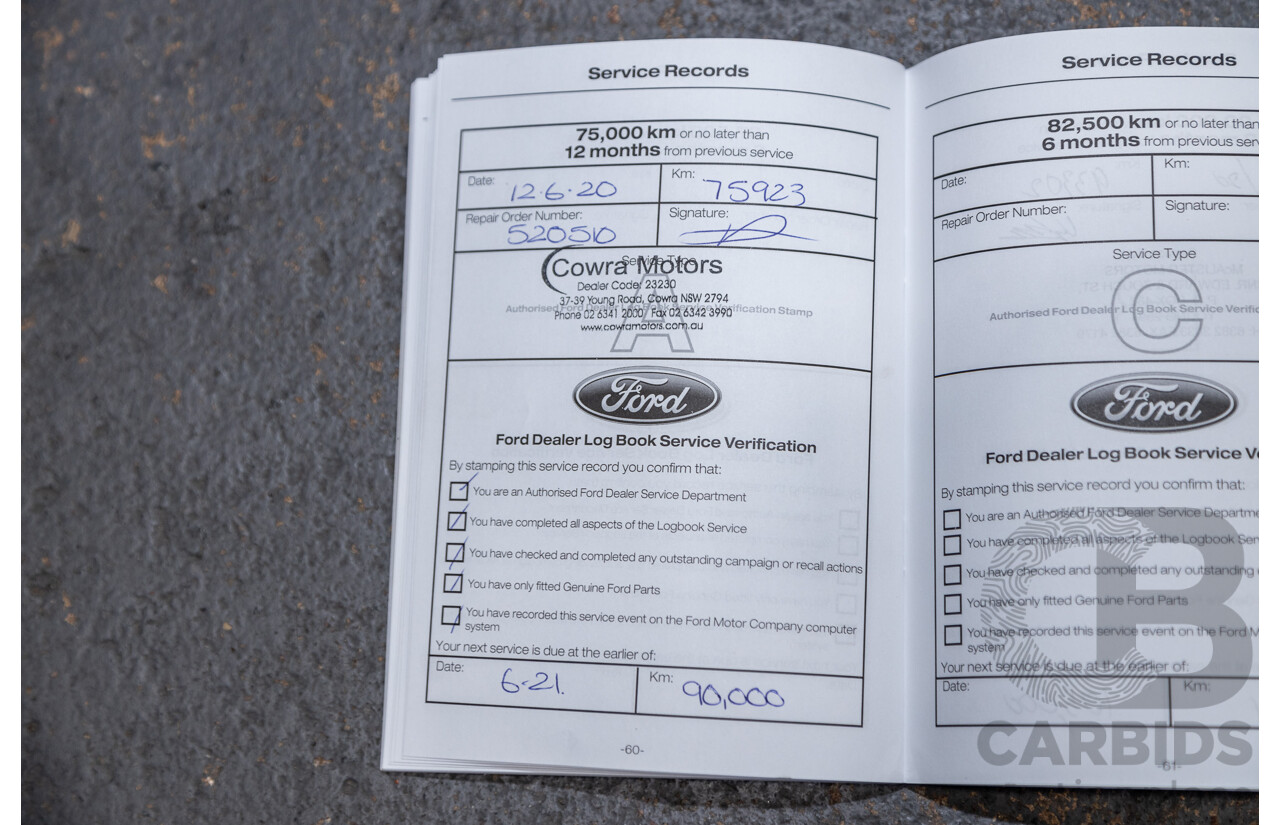 Service Records
75,000 km or no later than
12 months from previous service
Date: 12.6.20
Km: 75923
Repair Order Number: 520510
Signature:
Service Type
A
Cowra Motors
Dealer Code: 23230
37-39 Young Road, Cowra NSW 2794
Authorised Ford Dealer Log Book Service Verification Stamp
Phone 02 6341 2000 Fax 02 6342 3990
www.cowramotors.com.au
Ford
Ford Dealer Log Book Service Verification
By stamping this service record you confirm that:
You are an Authorised Ford Dealer Service Department
You have completed all aspects of the Logbook Service
You have checked and completed any outstanding campaign or recall actions
You have only fitted Genuine Ford Parts
You have recorded this service event on the Ford Motor Company computer
system
Your next service is due at the earlier of:
Date: 6-21.
Km: 90,000
-60-
Service Records
82,500 km or no later than
6 months from previous
Date:
Km:
Repair Order Number:
Signature:
Service Type
C
Authorised Ford Dealer Log Book Service
Ford
Ford Dealer Log Book Service
By stamping this service record you confirm that:
You are an Authorised Ford Dealer Service
You have completed all aspects of the Logbook
You have checked and completed any outstanding
You have only fitted Genuine Ford Parts
You have recorded this service event on the Ford
system
Your next service is due at the earlier of:
Date:
Km:
-61-
CB
CARBIDS